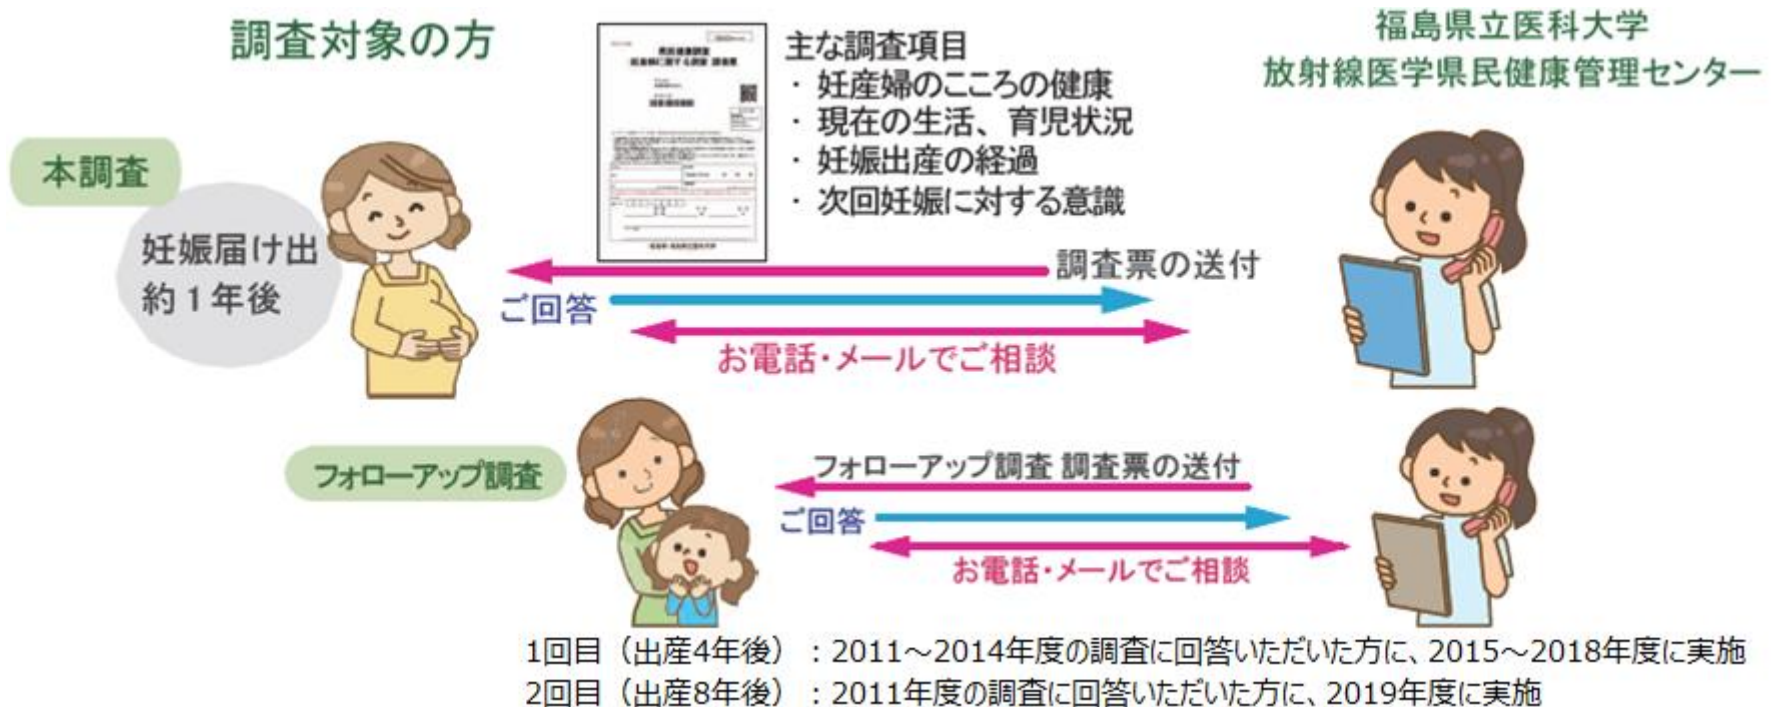 調査対象の方
福島県立医科大学
放射線医学県民健康管理センター
主な調査項目
・妊産婦のこころの健康
・現在の生活、育児状況
・妊娠出産の経過
・次回妊娠に対する意識
本調査
妊娠届け出
約1年後
調査票の送付
ご回答
お電話・メールでご相談
フォローアップ調査
フォローアップ調査 調査票の送付
ご回答
お電話・メールでご相談
1回目（出産4年後）：2011～2014年度の調査に回答いただいた方に、2015～2018年度に実施
2回目（出産8年後）：2011年度の調査に回答いただいた方に、2019年度に実施